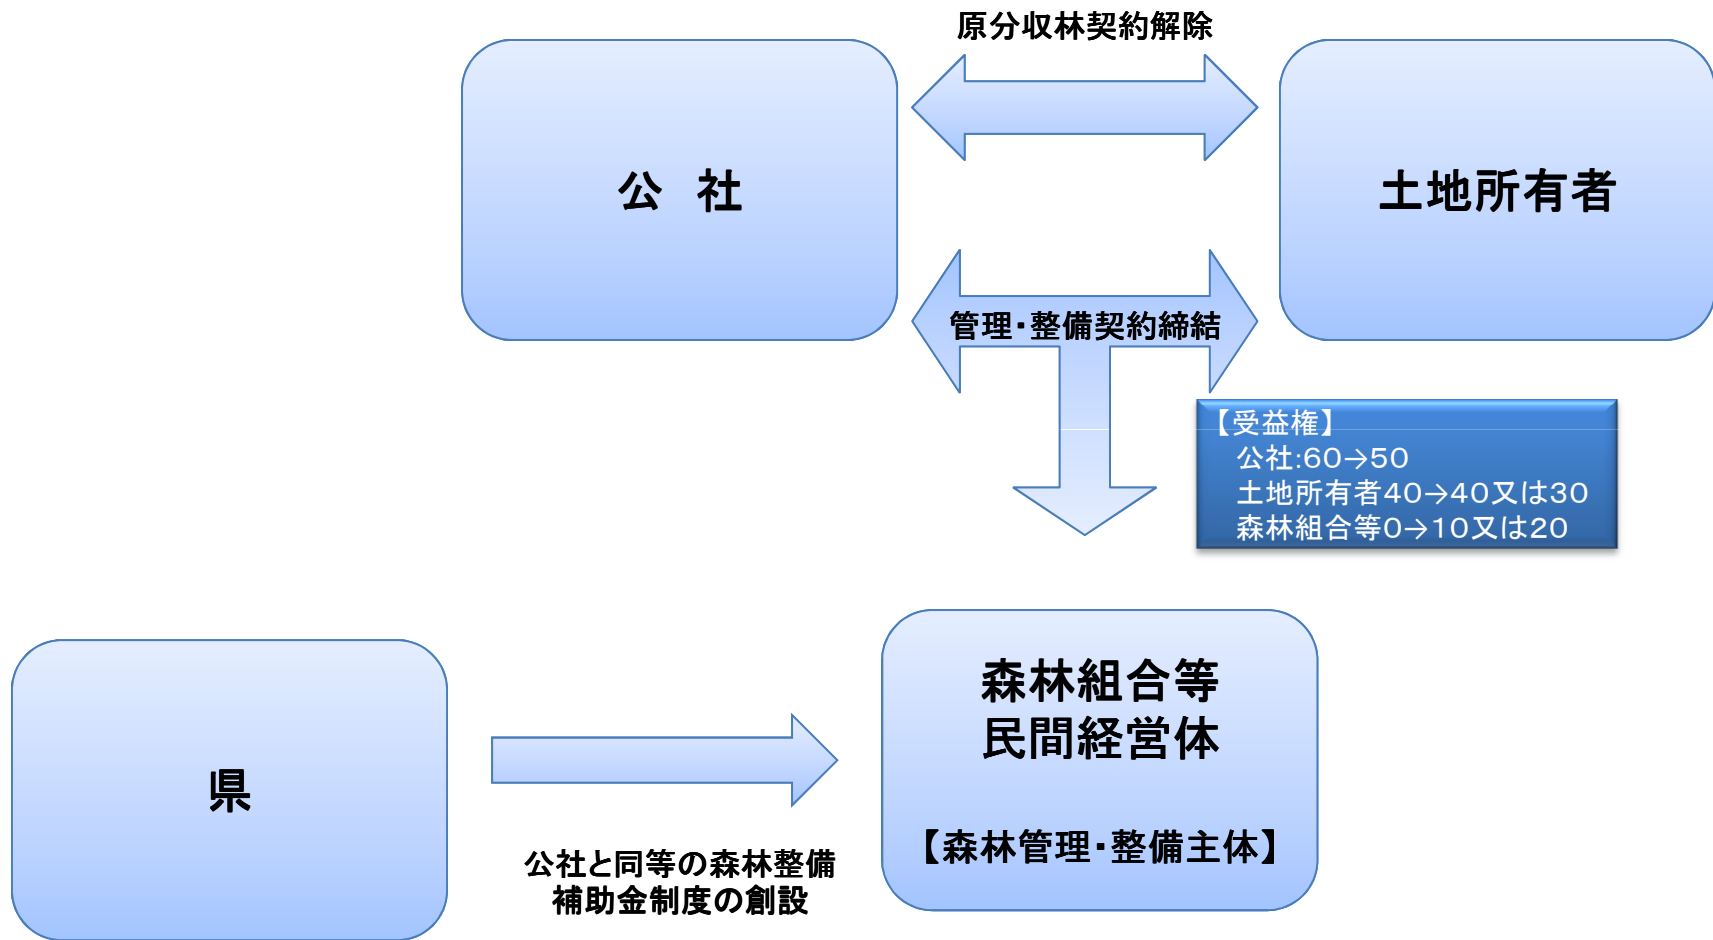 原分収林契約解除
公　社
土地所有者
管理・整備契約締結
【受益権】
公社:60→50
土地所有者40→40又は30
森林組合等0→10又は20
森林組合等
民間経営体
【森林管理・整備主体】
県
公社と同等の森林整備
補助金制度の創設